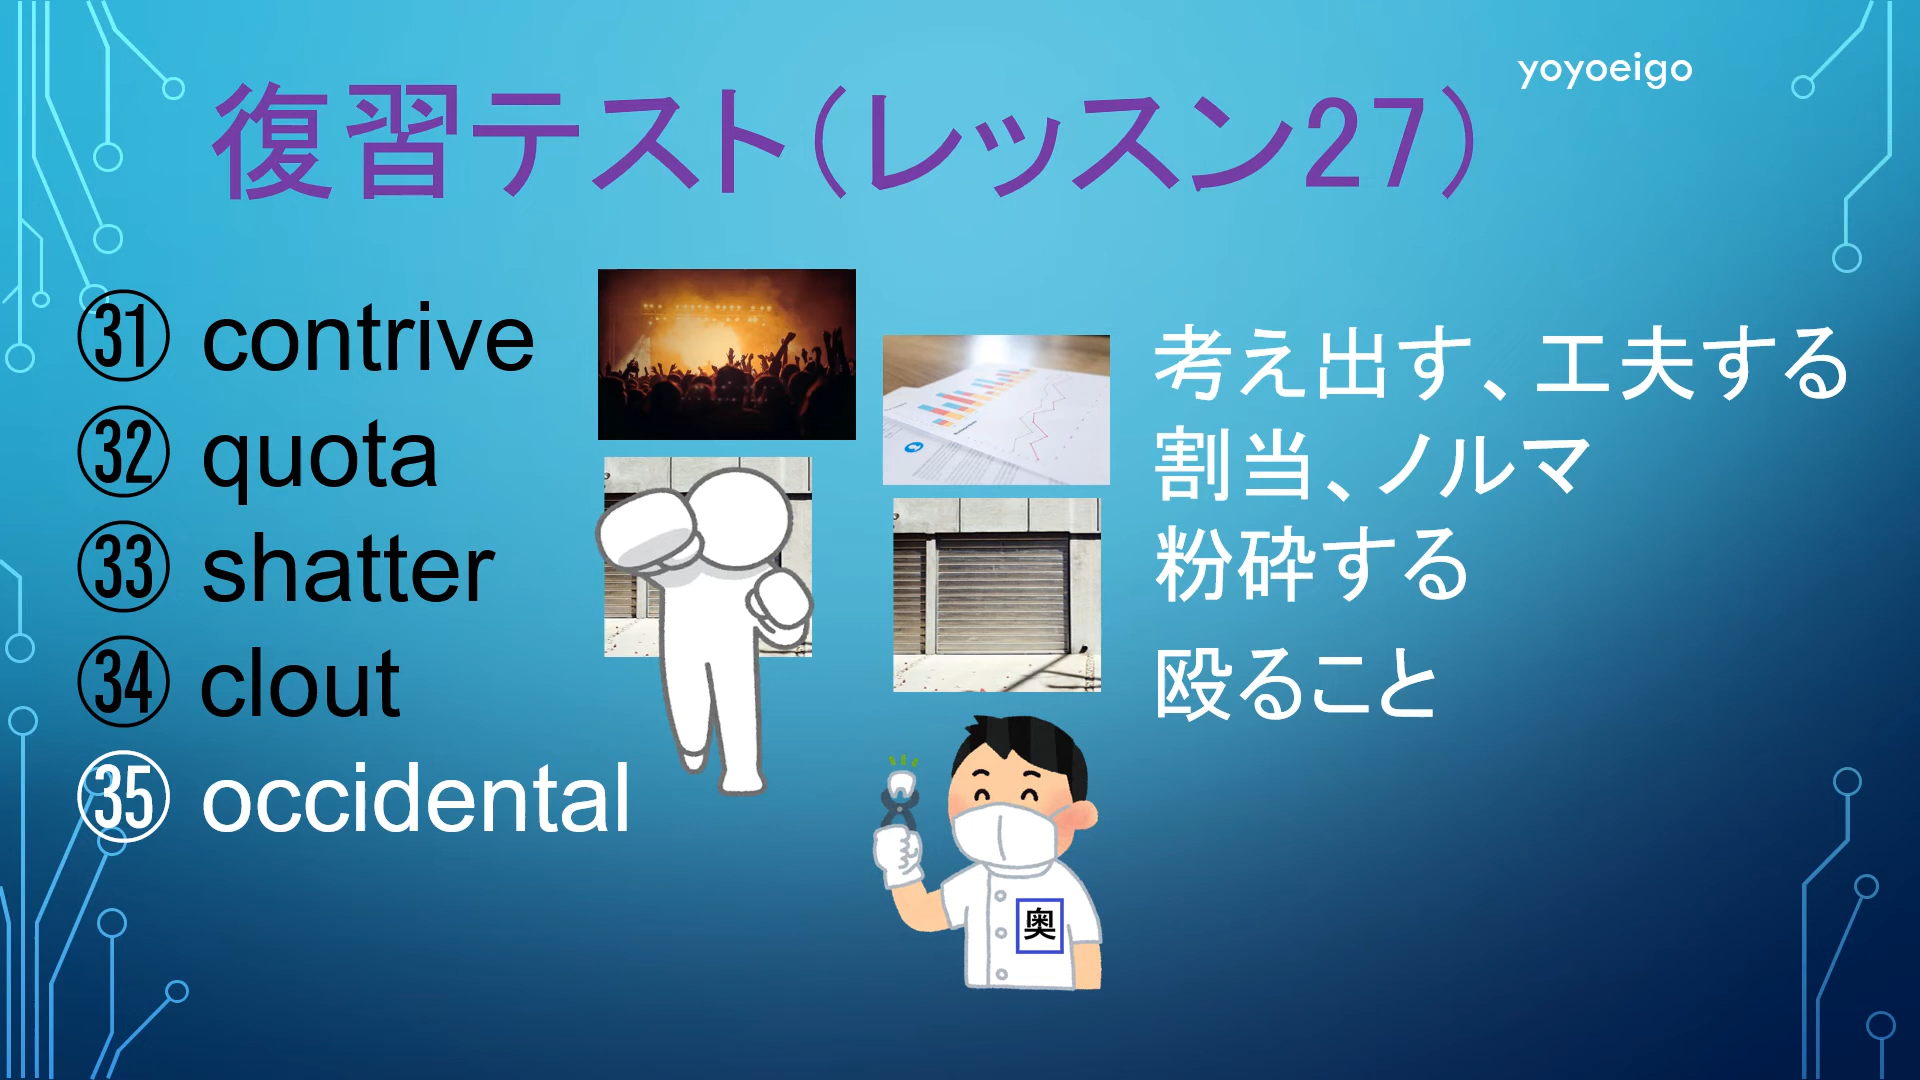 yoyoeigo
復習テスト（レッスン27）
㉛ contrive
考え出す、工夫する
㉜ quota
割当、ノルマ
㉝ shatter
粉砕する
㉞ clout
殴ること
㉟ occidental
奥